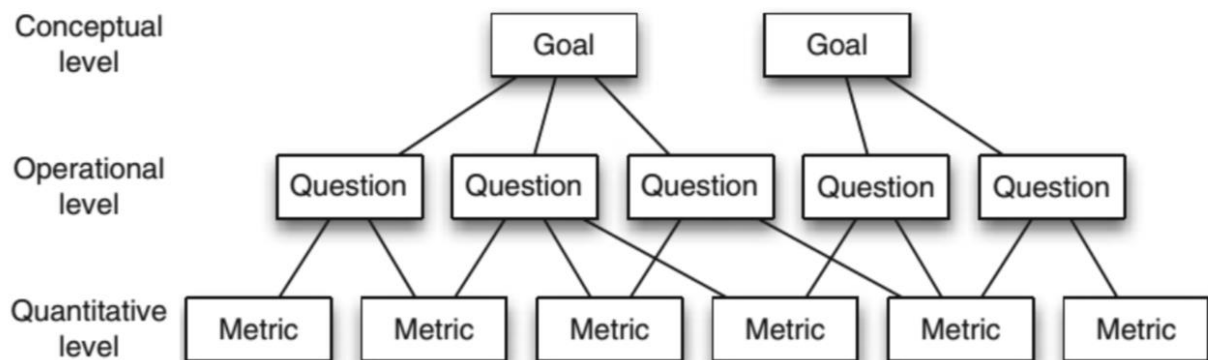 Conceptual
level
Goal
Goal
Operational
level
Question
Question
Question
Question
Question
Quantitative
level
Metric
Metric
Metric
Metric
Metric
Metric